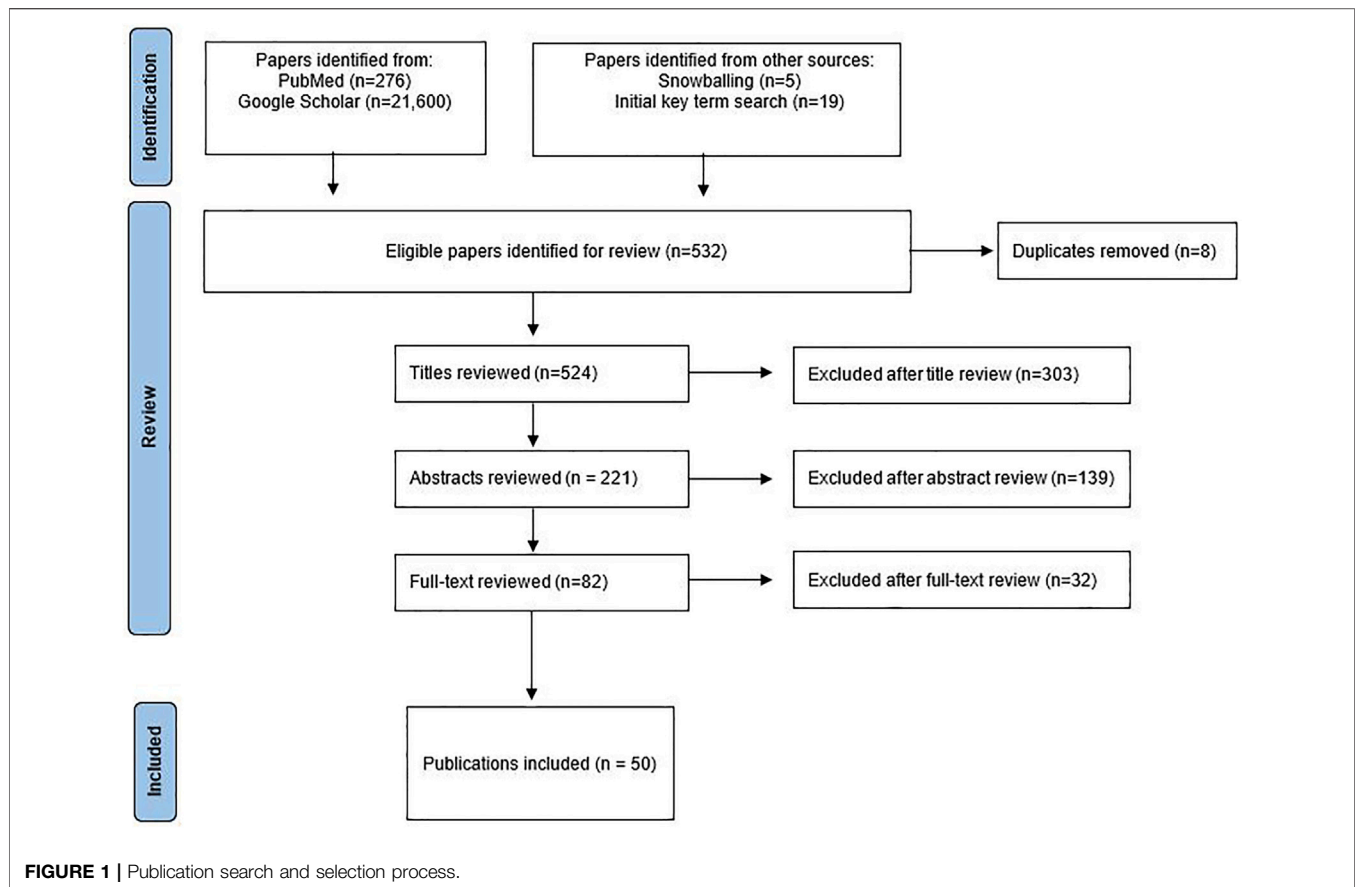 Identification
Papers identified from:
PubMed (n=276)
Google Scholar (n=21,600)
Papers identified from other sources:
Snowballing (n=5)
Initial key term search (n=19)
Review
Eligible papers identified for review (n=532)
Duplicates removed (n=8)
Titles reviewed (n=524)
Excluded after title review (n=303)
Abstracts reviewed (n = 221)
Excluded after abstract review (n=139)
Full-text reviewed (n=82)
Excluded after full-text review (n=32)
Included
Publications included (n = 50)
FIGURE 1 | Publication search and selection process.